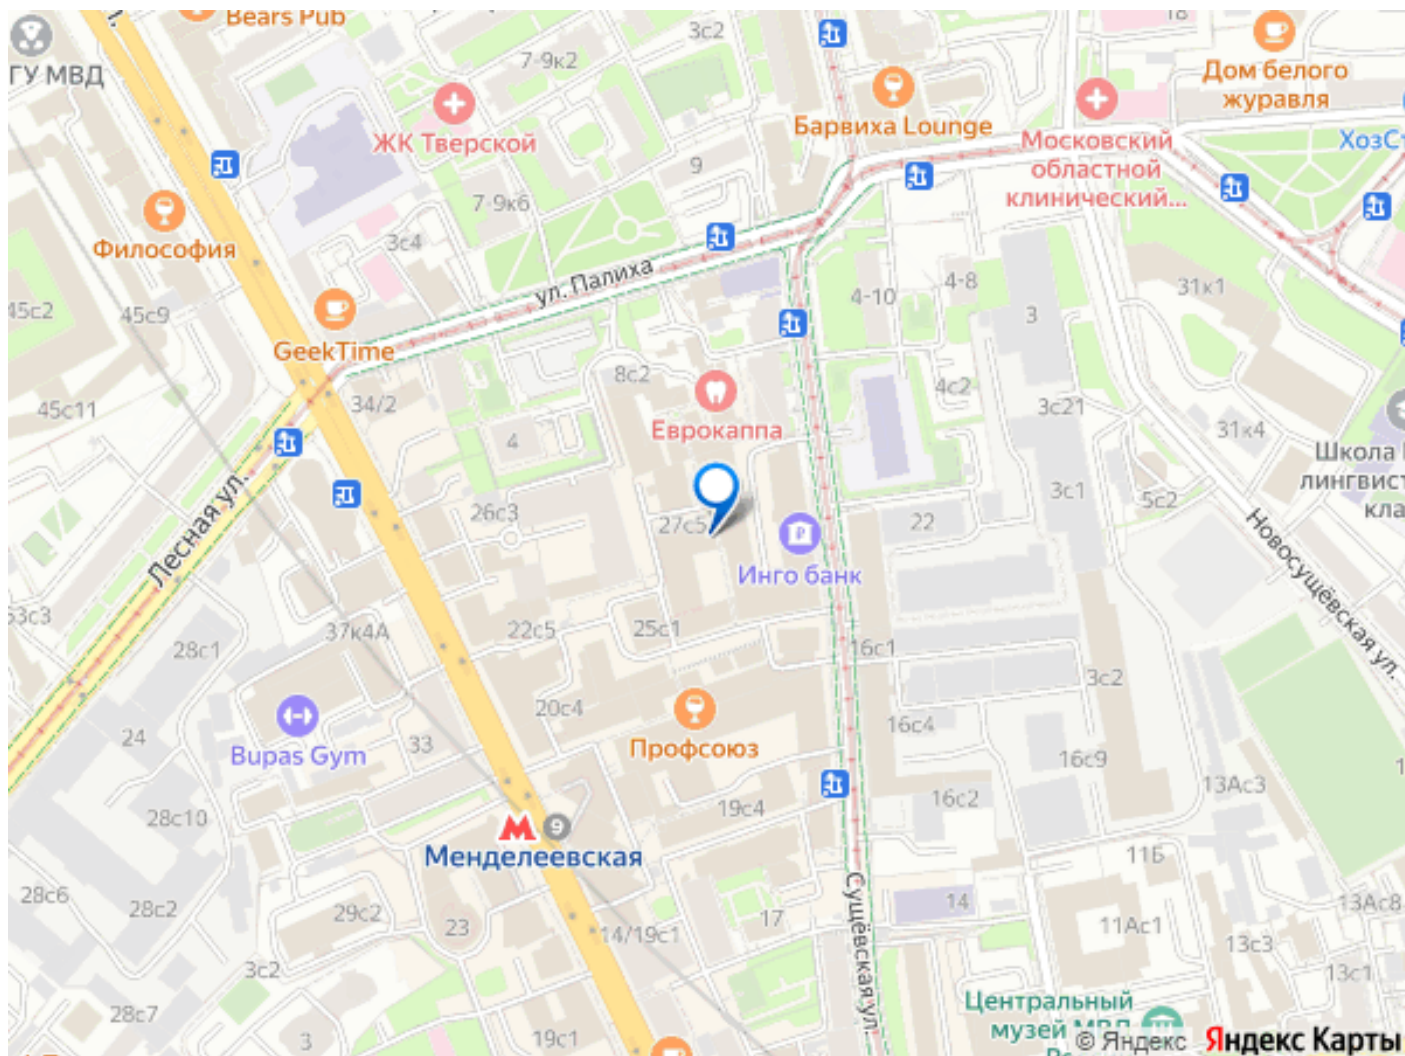 Bears Pub
3с2
18
ГУ МВД
7-9к2
Дом белого
журавля
ЖК Тверской
Барвиха Lounge
Московский
областной
клинический...
ХозСт
9
7-9к6
Философия
3с4
ул. Палиха
4-10
4-8
31к1
45с2
45с9
3
GeekTime
8с2
4с2
34/2
Еврокаппа
3с21
31к4
45с11
4
Школа
лингвист
кла
Лесная ул.
26с3
27с5
22
3с1
5с2
Новосущёвская ул.
Инго банк
53с3
28с1
37к4А
22с5
25с1
16с1
3с2
24
Bupas Gym
33
20с4
Профсоюз
16с4
16с9
13Ас3
28с10
19с4
16с2
9
Менделеевская
11Б
28с6
28с2
29с2
23
14/19с1
17
Сущёвская ул.
14
11Ас1
13Ас8
13с3
13с1
3с2
28с7
3
19с1
Центральный
музей МВД
© Яндекс Яндекс Карты